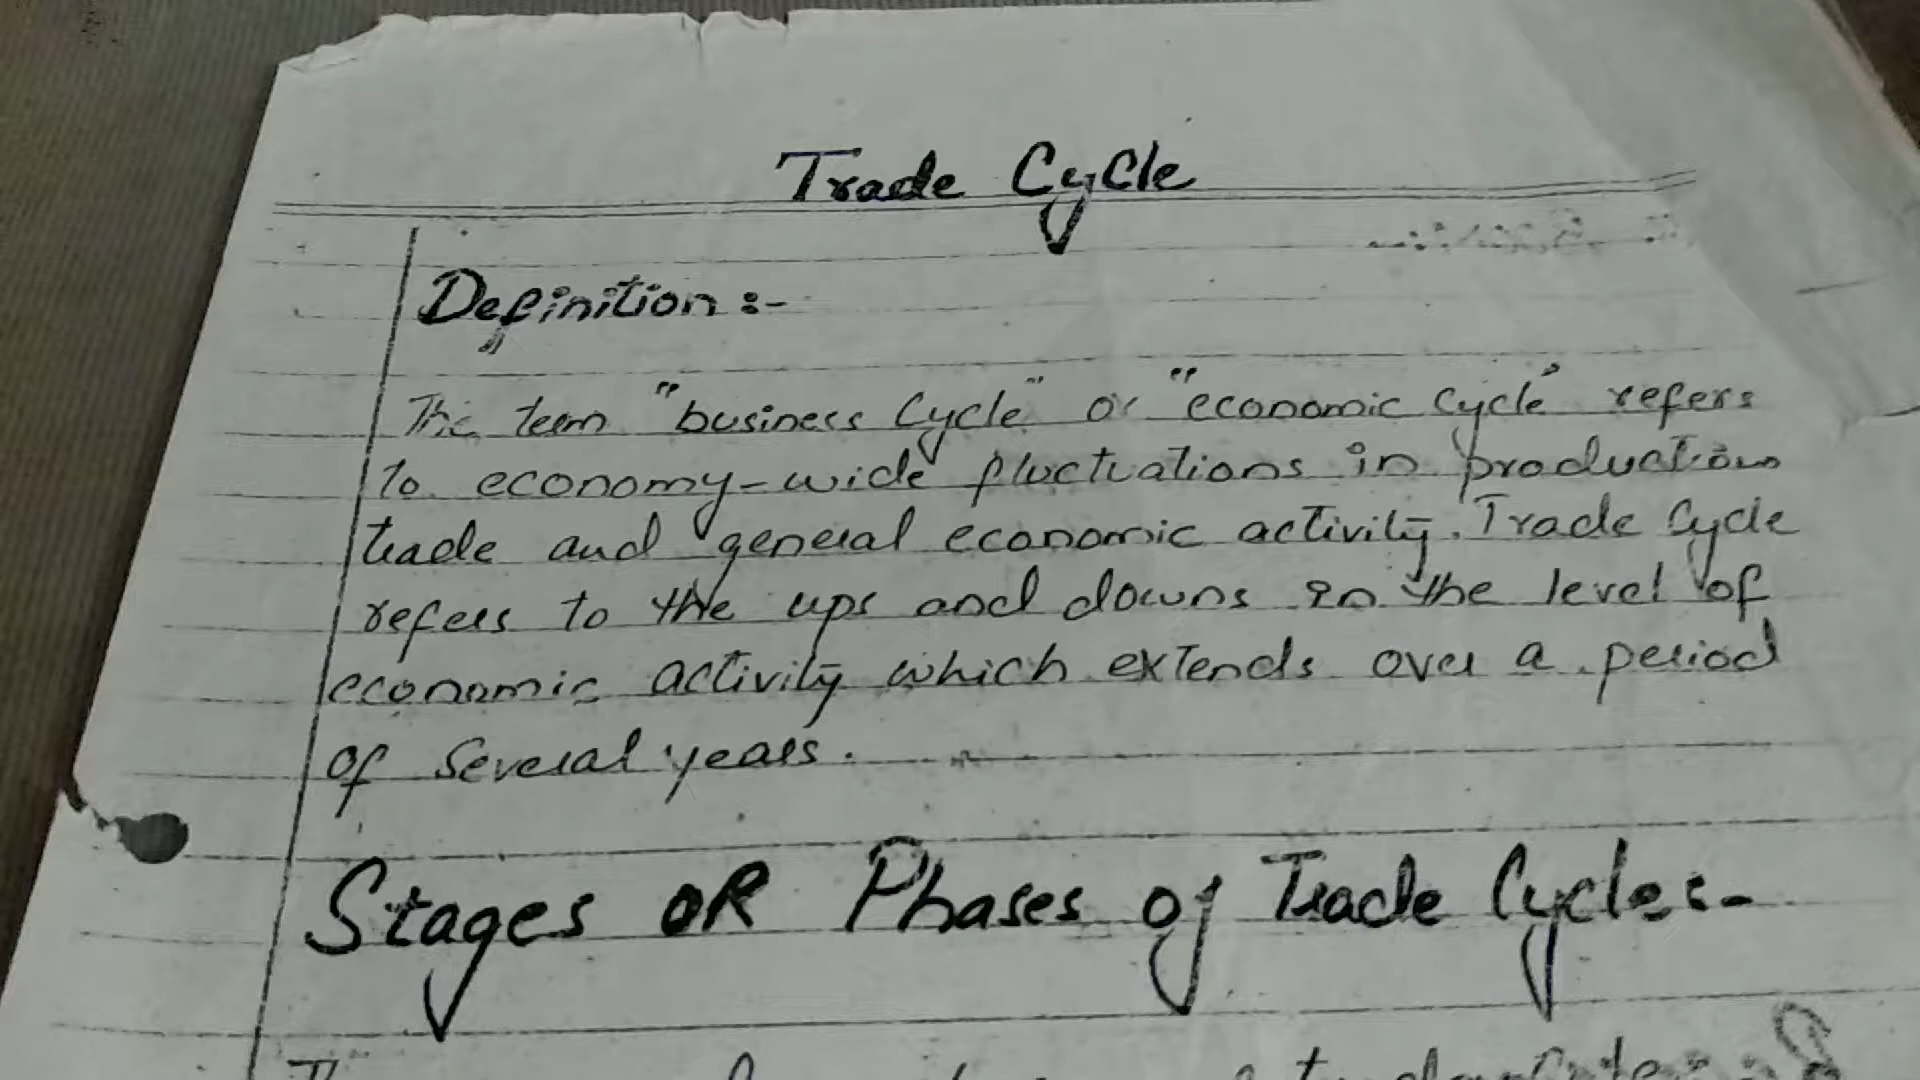 Trade Cycle
Definition :-
The term "business Cycle" or "economic Cycle" refers
to economy-wide fluctuations in production
trade and general economic activity. Trade Cycle
refers to the ups and downs in the level of
economic activity which extends over a period
of Several years.
Stages OR Phases of Trade Cycle:-